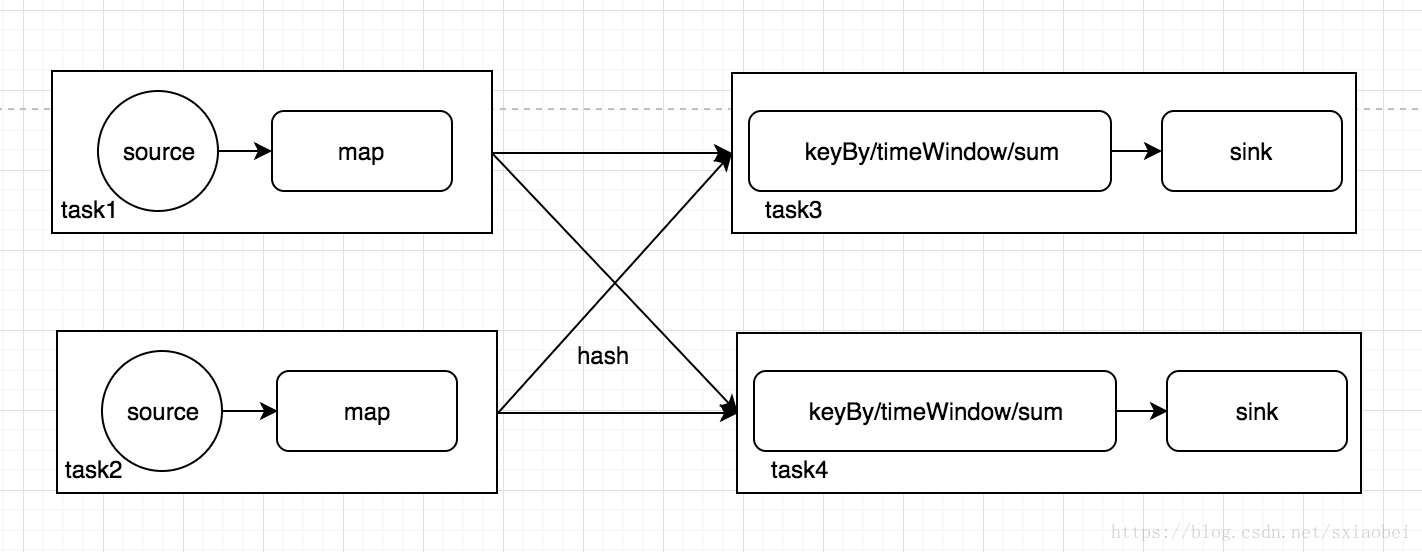 source
map
task1
keyBy/timeWindow/sum
sink
task3
hash
source
map
task2
keyBy/timeWindow/sum
sink
task4
https://blog.csdn.net/sxiaobei